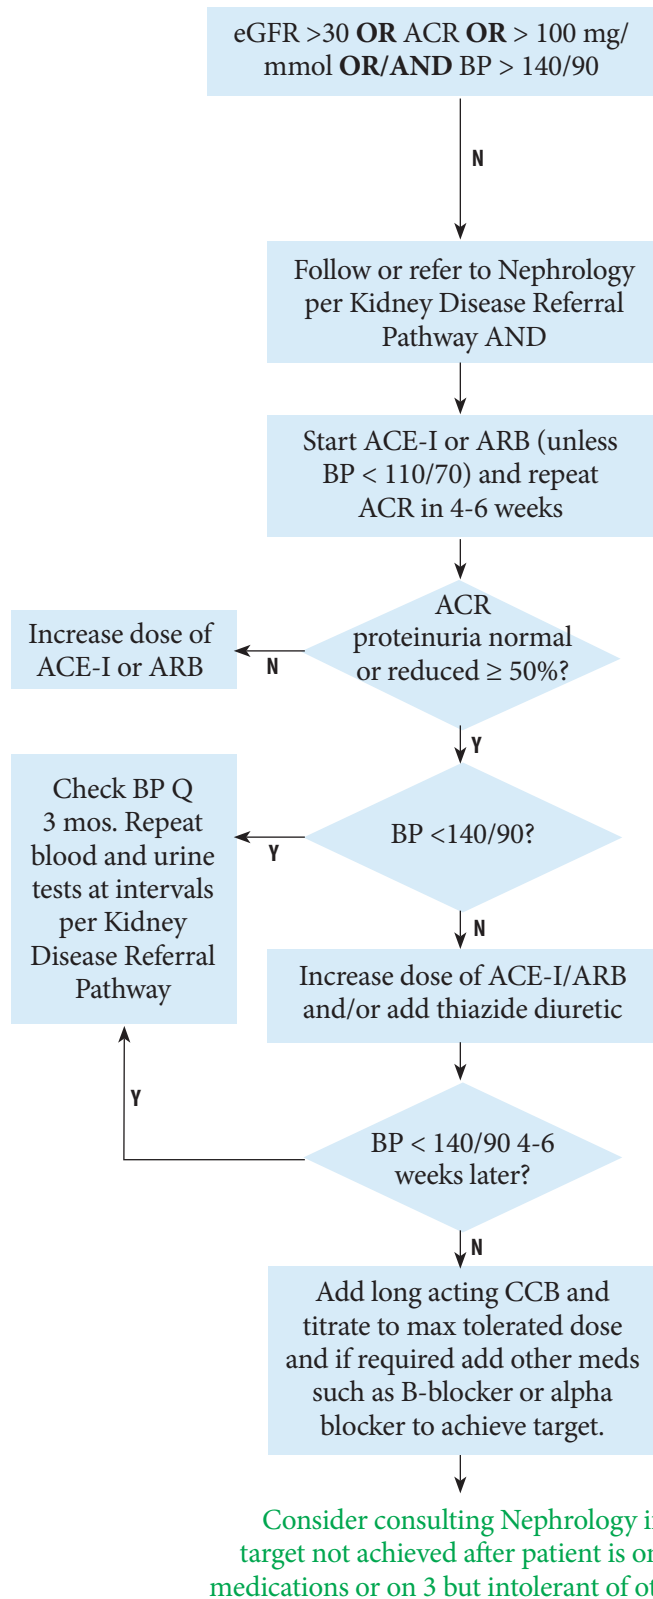 eGFR >30 OR ACR OR > 100 mg/
mmol OR/AND BP > 140/90
N
Follow or refer to Nephrology
per Kidney Disease Referral
Pathway AND
Start ACE-I or ARB (unless
BP < 110/70) and repeat
ACR in 4-6 weeks
ACR
proteinuria normal
or reduced ≥ 50%?
N
Increase dose of
ACE-I or ARB
Y
BP <140/90?
Y
Check BP Q
3 mos. Repeat
blood and urine
tests at intervals
per Kidney
Disease Referral
Pathway
N
Increase dose of ACE-I/ARB
and/or add thiazide diuretic
BP < 140/90 4-6
weeks later?
Y
N
Add long acting CCB and
titrate to max tolerated dose
and if required add other meds
such as B-blocker or alpha
blocker to achieve target.
Consider consulting Nephrology
target not achieved after patient is
medications or on 3 but intolerant of